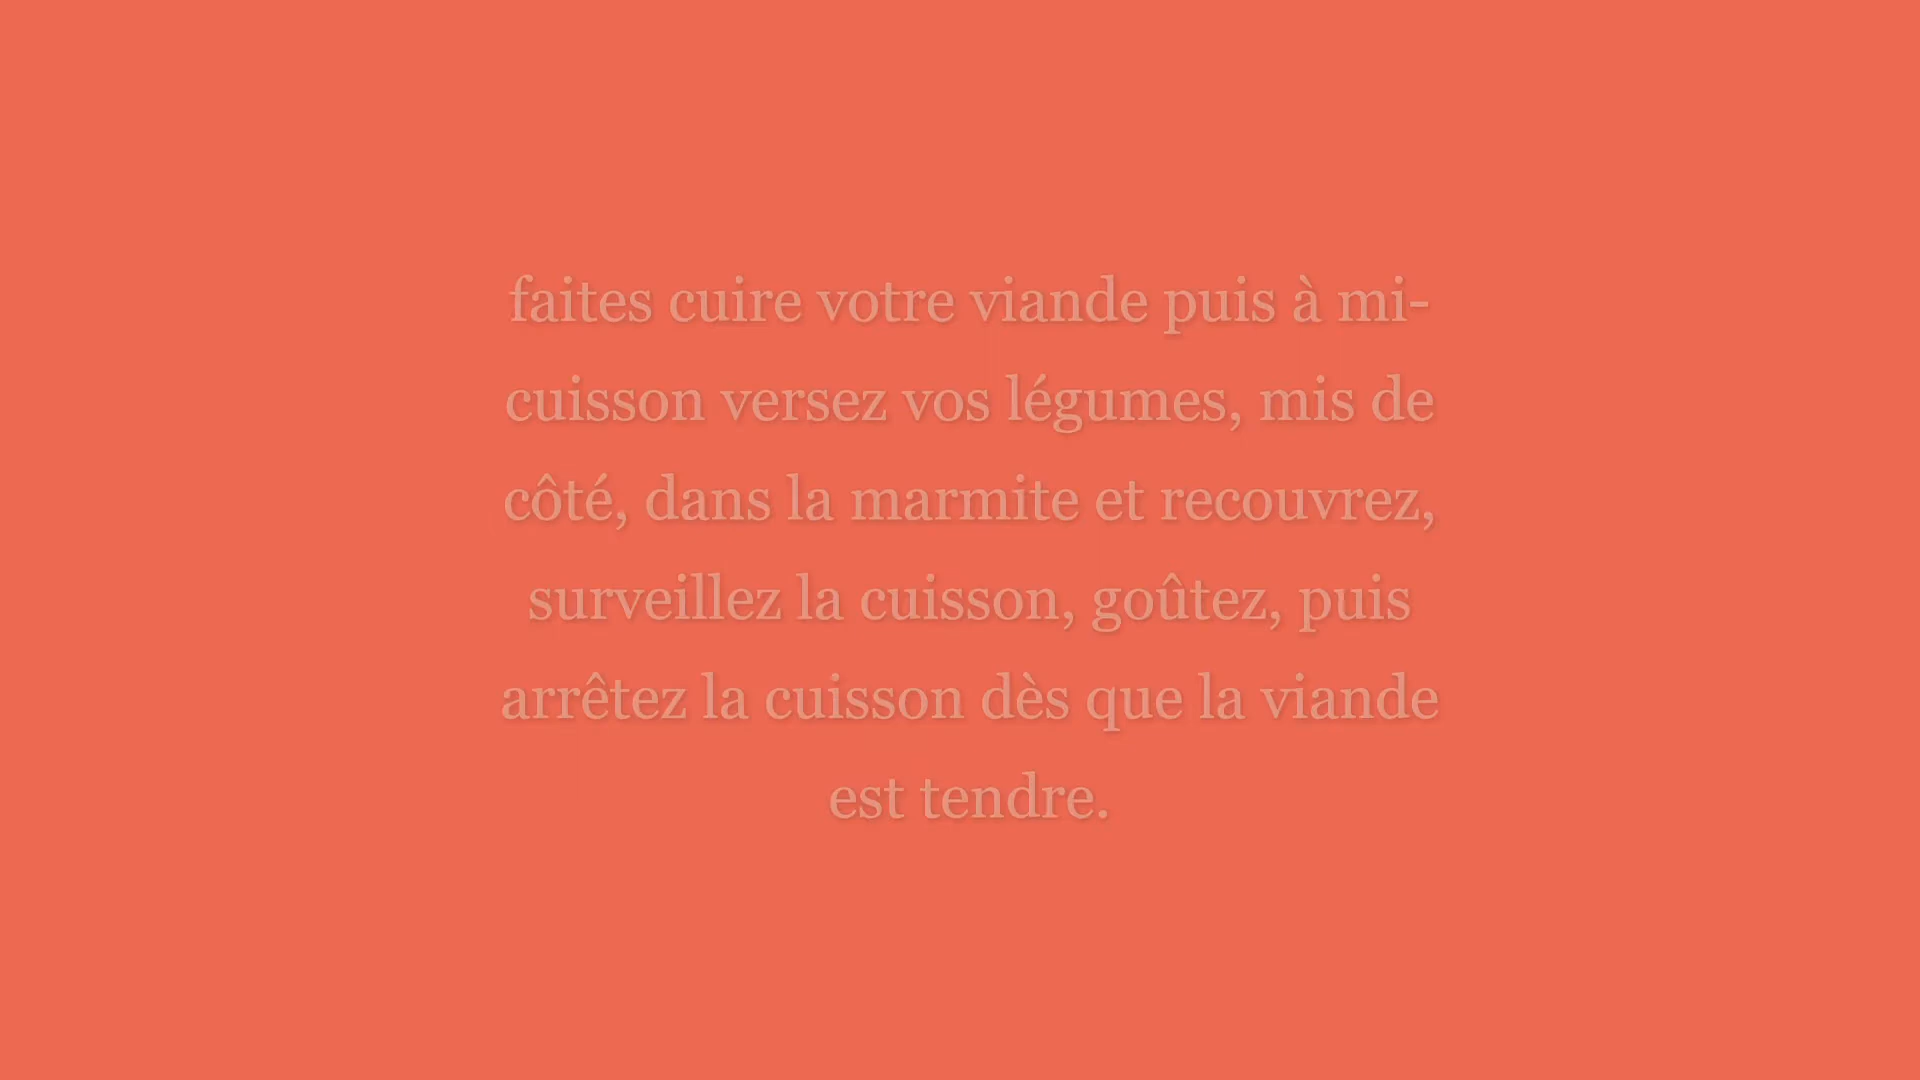 faites cuire votre viande puis à mi-
cuisson versez vos légumes, mis de
côté, dans la marmite et recouvrez,
surveillez la cuisson, goûtez, puis
arrêtez la cuisson dès que la viande
est tendre.